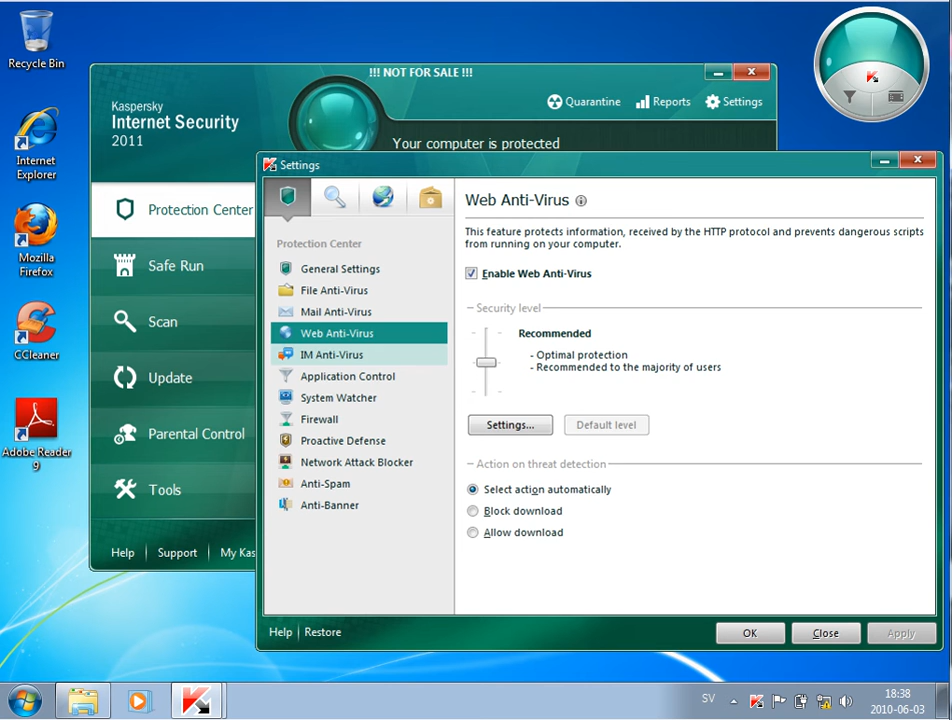 Recycle Bin
Internet
Explorer
Mozilla
Firefox
CCleaner
Adobe Reader
9
!!! NOT FOR SALE !!!
Kaspersky
Internet Security
2011
Quarantine
Reports
Settings
Your computer is protected
Protection Center
Safe Run
Scan
Update
Parental Control
Tools
Help
Support
My Kas
Settings
Protection Center
General Settings
File Anti-Virus
Mail Anti-Virus
Web Anti-Virus
IM Anti-Virus
Application Control
System Watcher
Firewall
Proactive Defense
Network Attack Blocker
Anti-Spam
Anti-Banner
Web Anti-Virus
This feature protects information, received by the HTTP protocol and prevents dangerous scripts
from running on your computer.
Enable Web Anti-Virus
Security level
Recommended
- Optimal protection
- Recommended to the majority of users
Settings...
Default level
Action on threat detection
Select action automatically
Block download
Allow download
Help
Restore
OK
Close
Apply
SV
18:38
2010-06-03